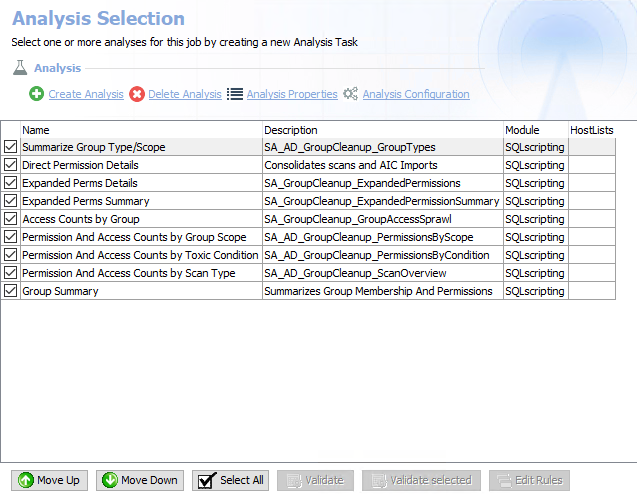 Analysis Selection
Select one or more analyses for this job by creating a new Analysis Task
Analysis
Create Analysis Delete Analysis Analysis Properties Analysis Configuration
Name Description Module HostLists
Summarize Group Type/Scope SA_AD_GroupCleanup_GroupTypes SQLscripting
Direct Permission Details Consolidates scans and AIC Imports SQLscripting
Expanded Perms Details SA_GroupCleanup_ExpandedPermissions SQLscripting
Expanded Perms Summary SA_GroupCleanup_ExpandedPermissionSummary SQLscripting
Access Counts by Group SA_GroupCleanup_GroupAccessSprawl SQLscripting
Permission And Access Counts by Group Scope SA_AD_GroupCleanup_PermissionsByScope SQLscripting
Permission And Access Counts by Toxic Condition SA_AD_GroupCleanup_PermissionsByCondition SQLscripting
Permission And Access Counts by Scan Type SA_AD_GroupCleanup_ScanOverview SQLscripting
Group Summary Summarizes Group Membership And Permissions SQLscripting
Move Up Move Down Select All Validate Validate selected Edit Rules